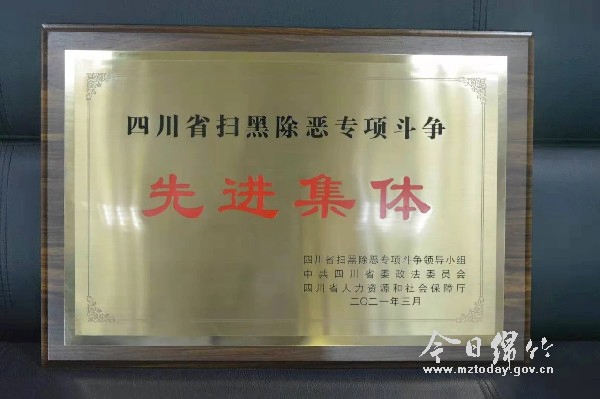 四川省扫黑除恶专项斗争
先进集体
四川省扫黑除恶专项斗争领导小组
中共四川省委政法委员会
四川省人力资源和社会保障厅
二〇二一年三月
今日绵竹
www.mztoday.gov.cn